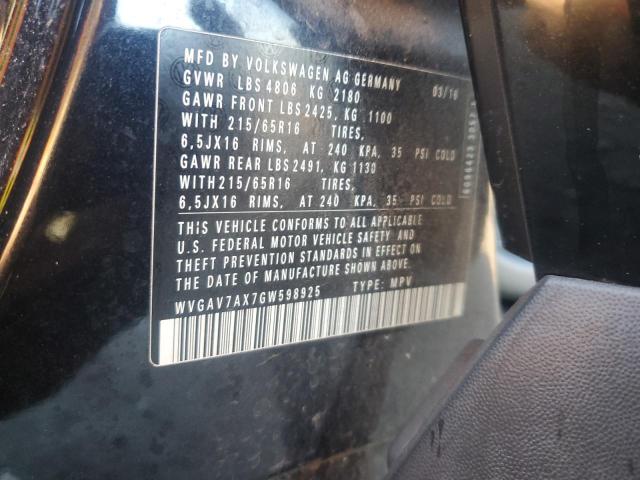 MFD BY VOLKSWAGEN AG GERMANY 03/16
GVWR LBS 4806 KG 2180
GAWR FRONT LBS 2425, KG 1100
WITH 215/65R16 TIRES,
6,5JX16 RIMS, AT 240 KPA, 35 PSI COLD
GAWR REAR LBS 2491, KG 1130
WITH 215/65R16 TIRES,
6,5JX16 RIMS, AT 240 KPA, 35 PSI COLD
THIS VEHICLE CONFORMS TO ALL APPLICABLE
U.S. FEDERAL MOTOR VEHICLE SAFETY AND
THEFT PREVENTION STANDARDS IN EFFECT ON
THE DATE OF MANUFACTURE SHOWN ABOVE.
WVGAV7AX7GW598925 TYPE: MPV